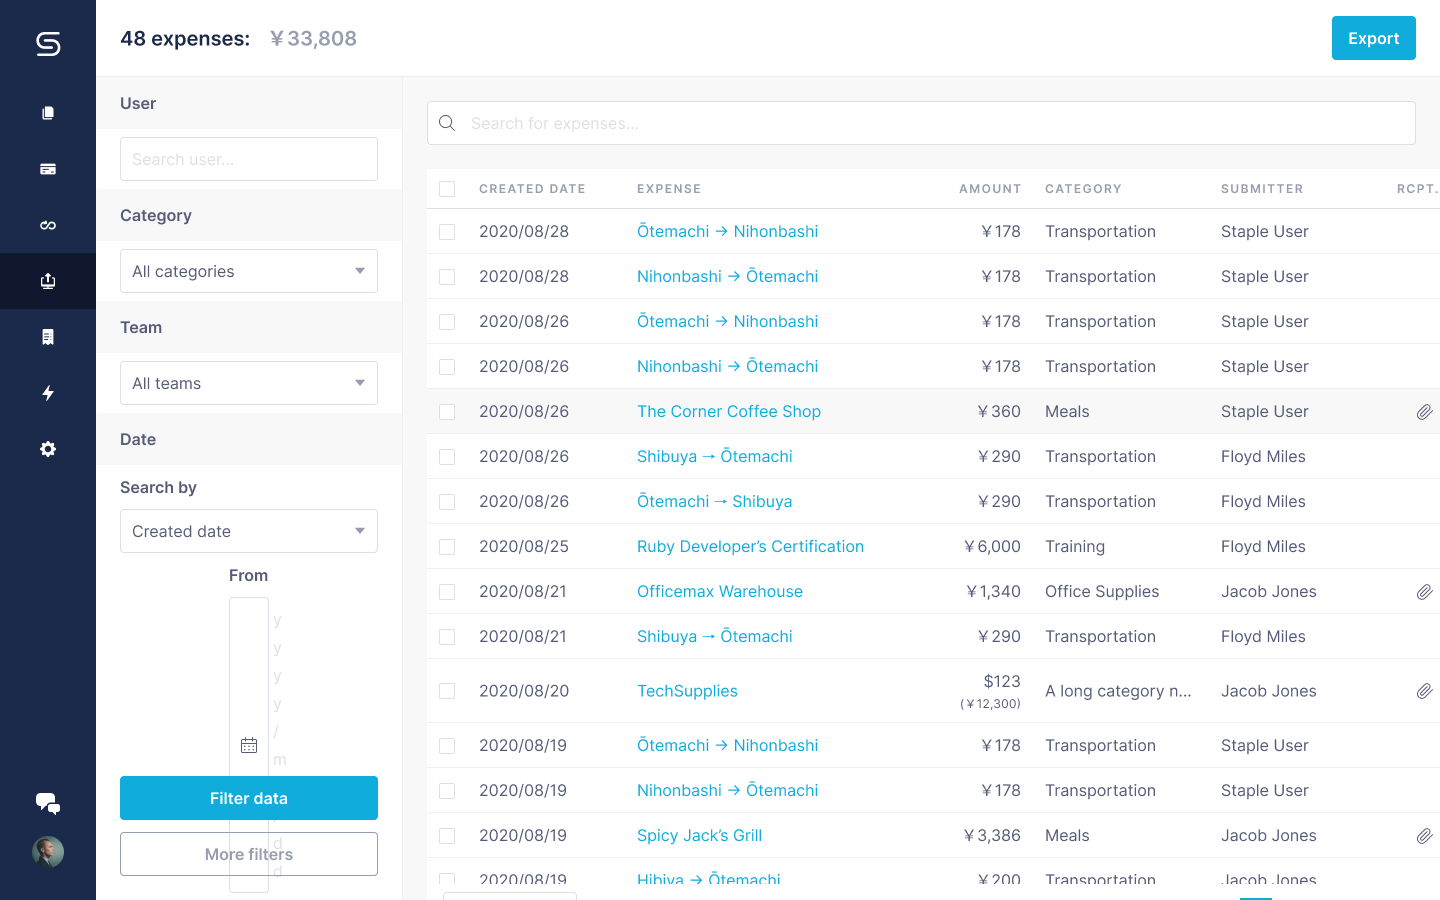 48 expenses: ¥33,808
Export
User
Search user...
Category
All categories
Team
All teams
Date
Search by
Created date
From
y
y
y
y
/
m
d
d
Filter data
More filters
Search for expenses...
CREATED DATE EXPENSE AMOUNT CATEGORY SUBMITTER RCPT.
2020/08/28 Ōtemachi → Nihonbashi ¥178 Transportation Staple User
2020/08/28 Nihonbashi → Ōtemachi ¥178 Transportation Staple User
2020/08/26 Ōtemachi → Nihonbashi ¥178 Transportation Staple User
2020/08/26 Nihonbashi → Ōtemachi ¥178 Transportation Staple User
2020/08/26 The Corner Coffee Shop ¥360 Meals Staple User
2020/08/26 Shibuya → Ōtemachi ¥290 Transportation Floyd Miles
2020/08/26 Ōtemachi → Shibuya ¥290 Transportation Floyd Miles
2020/08/25 Ruby Developer’s Certification ¥6,000 Training Floyd Miles
2020/08/21 Officemax Warehouse ¥1,340 Office Supplies Jacob Jones
2020/08/21 Shibuya → Ōtemachi ¥290 Transportation Floyd Miles
2020/08/20 TechSupplies $123 A long category n... Jacob Jones
(¥12,300)
2020/08/19 Ōtemachi → Nihonbashi ¥178 Transportation Staple User
2020/08/19 Nihonbashi → Ōtemachi ¥178 Transportation Staple User
2020/08/19 Spicy Jack’s Grill ¥3,386 Meals Jacob Jones
2020/08/19 Hibiya → Ōtemachi ¥200 Transportation Jacob Jones